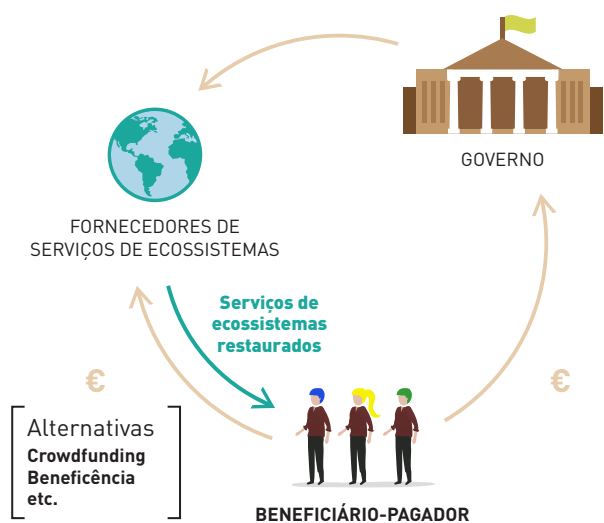 GOVERNO
FORNECEDORES DE
SERVIÇOS DE ECOSSISTEMAS
Serviços de
ecossistemas
restaurados
€
€
Alternativas
Crowdfunding
Beneficência
etc.
BENEFICIÁRIO-PAGADOR